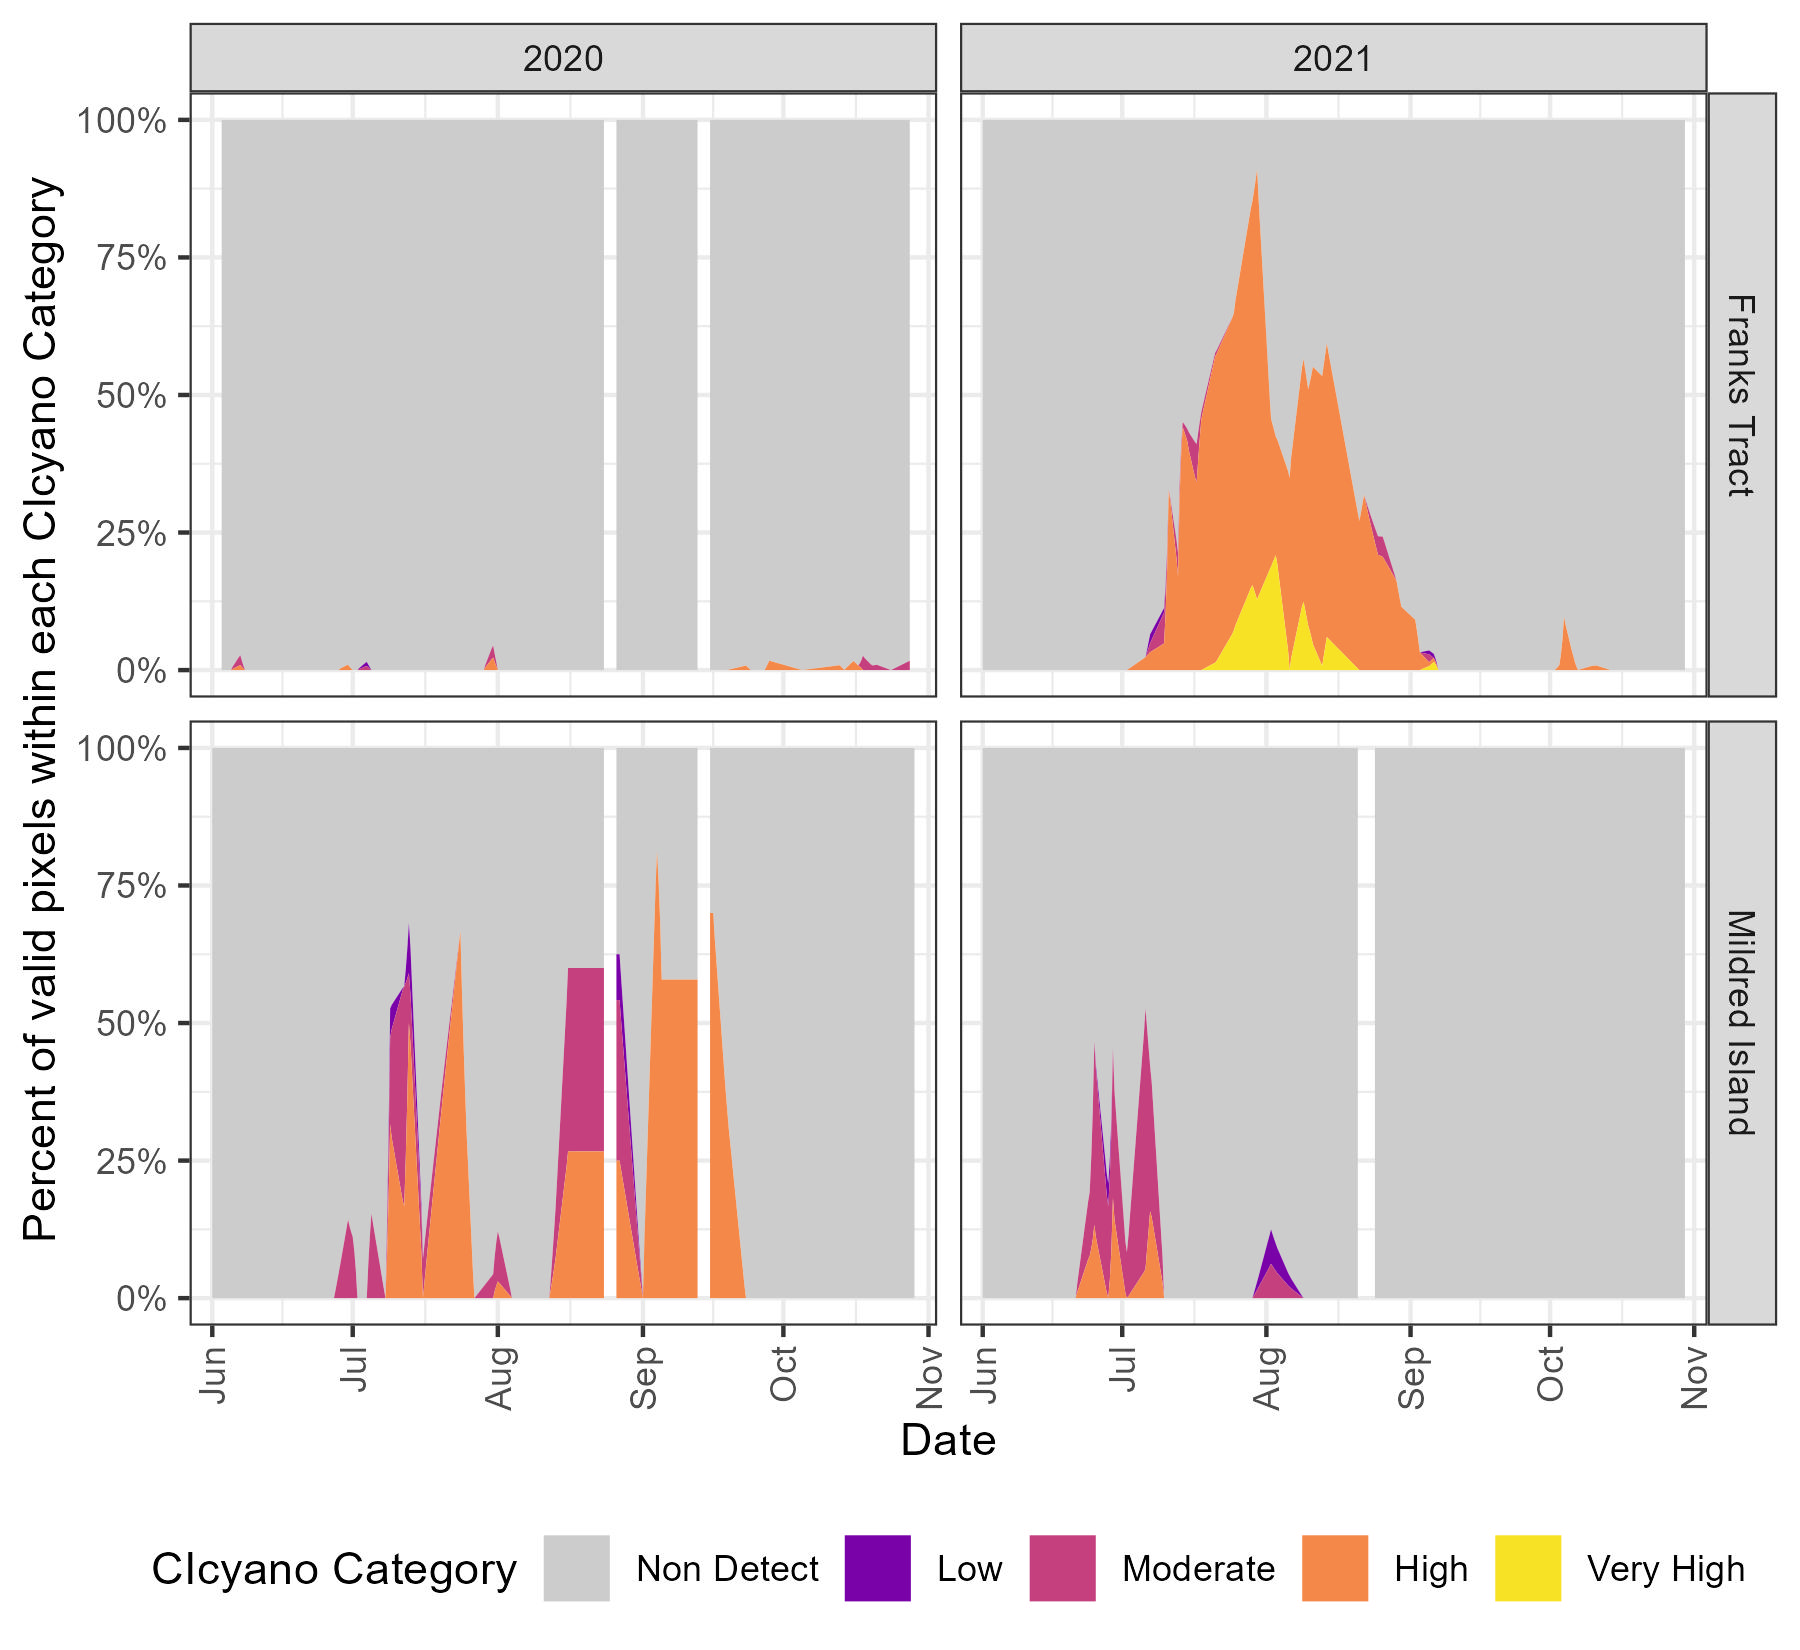 2020
2021
Percent of valid pixels within each CIcyano Category
100%
75%
50%
25%
0%
Franks Tract
100%
75%
50%
25%
0%
Mildred Island
Jun
Jul
Aug
Sep
Oct
Nov
Jun
Jul
Aug
Sep
Oct
Nov
Date
CIcyano Category
Non Detect
Low
Moderate
High
Very High